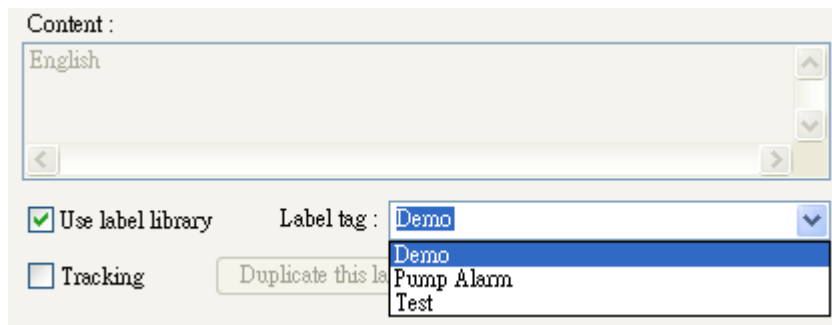 Content :
English
Use label library Label tag : Demo
Demo
Tracking Duplicate this la
Pump Alarm
Test